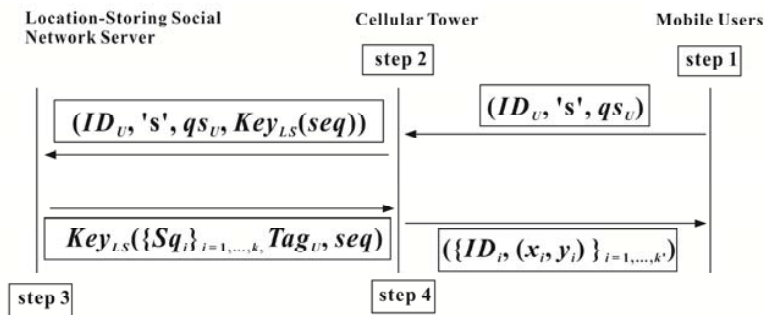 Location-Storing Social
Network Server
Cellular Tower
Mobile Users
step 2
step 1
(ID_U, 's', qs_U, Key_LS(seq))
(ID_U, 's', qs_U)
Key_LS({Sq_i}_{i=1,...,k,} Tag_U, seq)
({ID_i, (x_i, y_i) }_{i=1,...,k'})
step 3
step 4